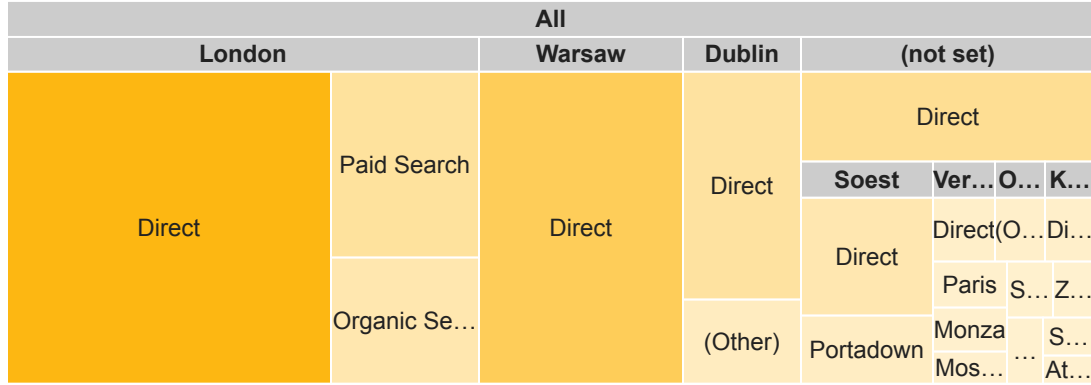 All
London
Warsaw
Dublin
(not set)
Direct
Paid Search
Organic Se…
Direct
Direct
(Other)
Direct
Soest
Ver…
O…
K…
Direct
Portadown
Direct
(O…
Di…
Paris
S…
Z…
Monza
Mos…
…
S…
At…